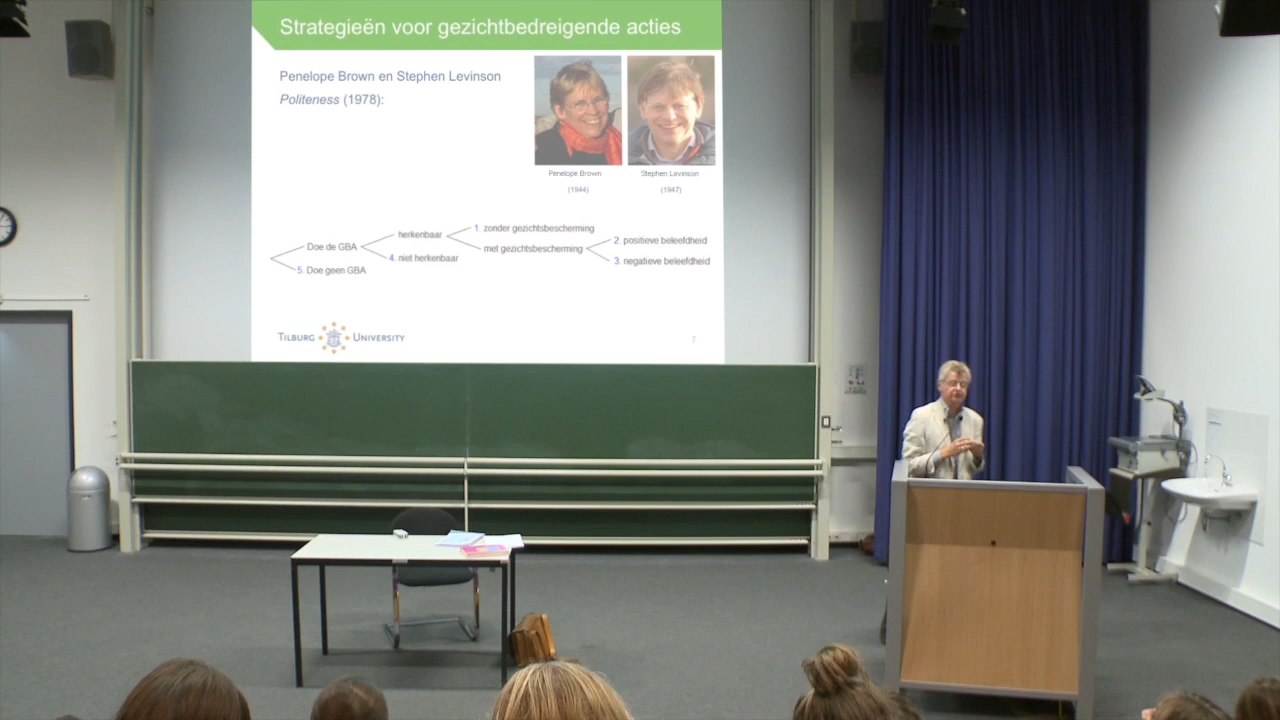 Strategieën voor gezichtbedreigende acties
Penelope Brown en Stephen Levinson
Politeness (1978):
Penelope Brown
(1944)
Stephen Levinson
(1947)
1. zonder gezichtsbescherming
herkenbaar
2. positieve beleefdheid
Doe de GBA
met gezichtsbescherming
4. niet herkenbaar
3. negatieve beleefdheid
5. Doe geen GBA
TILBURG UNIVERSITY
7